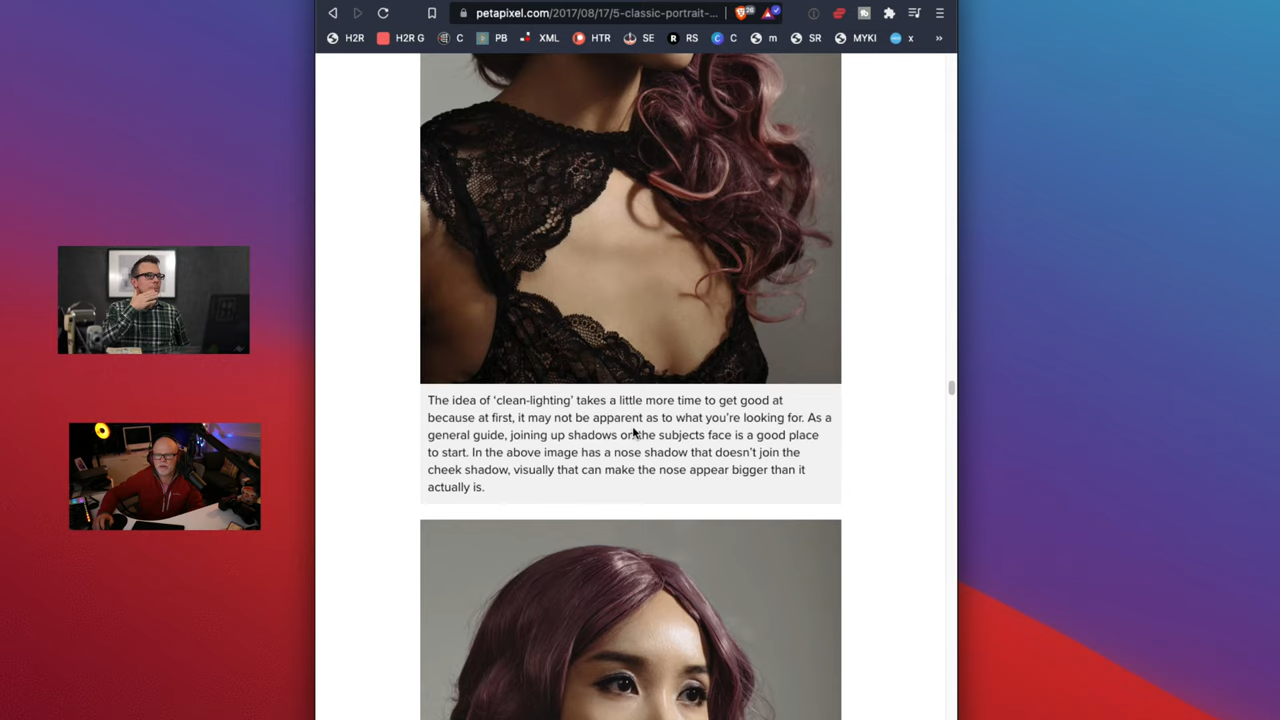 petapixel.com/2017/08/17/5-classic-portrait-...
H2R H2R G C PB XML HTR SE RS C m SR MYKI x »
The idea of ‘clean-lighting’ takes a little more time to get good at
because at first, it may not be apparent as to what you’re looking for. As a
general guide, joining up shadows on the subjects face is a good place
to start. In the above image has a nose shadow that doesn’t join the
cheek shadow, visually that can make the nose appear bigger than it
actually is.